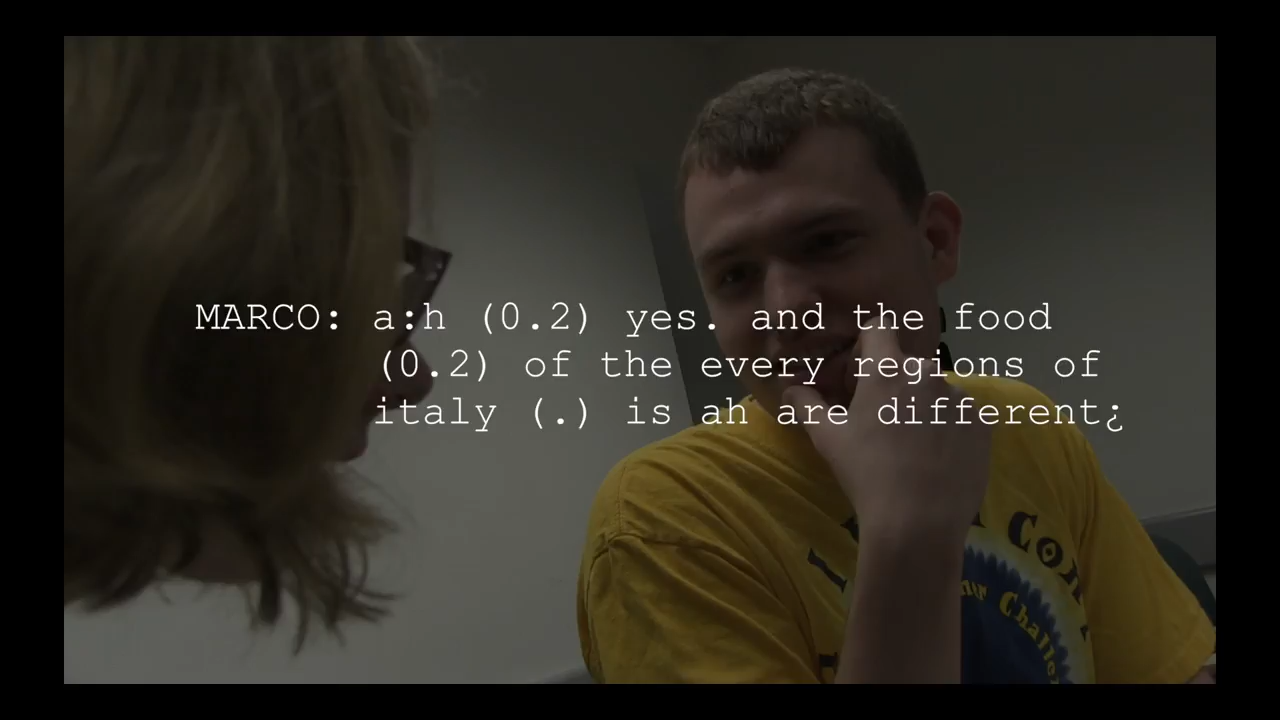 MARCO: a:h (0.2) yes. and the food
(0.2) of the every regions of
italy (.) is ah are different¿